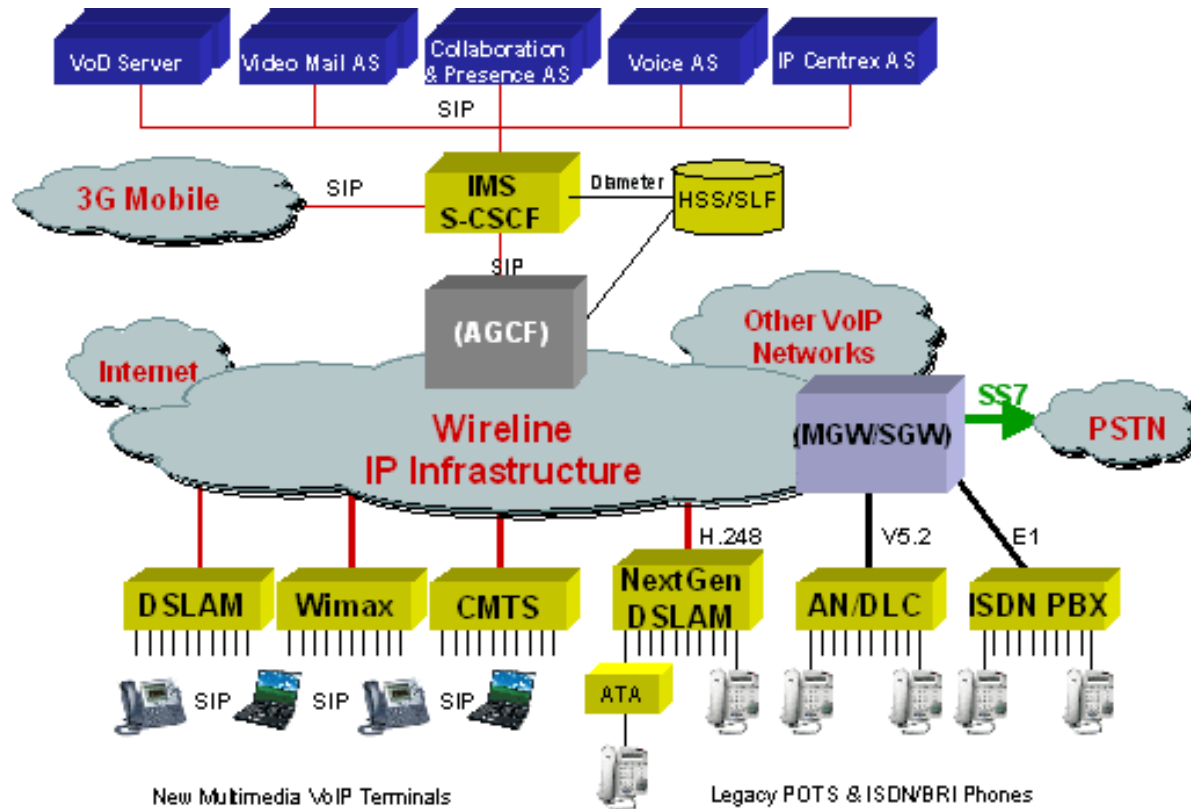 VoD Server
Video Mail AS
Collaboration
& Presence AS
Voice AS
IP Centrex AS
SIP
3G Mobile
SIP
IMS
S-CSCF
Diameter
HSS/SLF
SIP
(AGCF)
Other VoIP
Networks
Internet
Wireline
IP Infrastructure
(MGW/SGW)
SS7
PSTN
H.248
V5.2
E1
DSLAM
Wimax
CMTS
NextGen
DSLAM
AN/DLC
ISDN PBX
ATA
SIP
SIP
SIP
New Multimedia VoIP Terminals
Legacy POTS & ISDN/BRI Phones